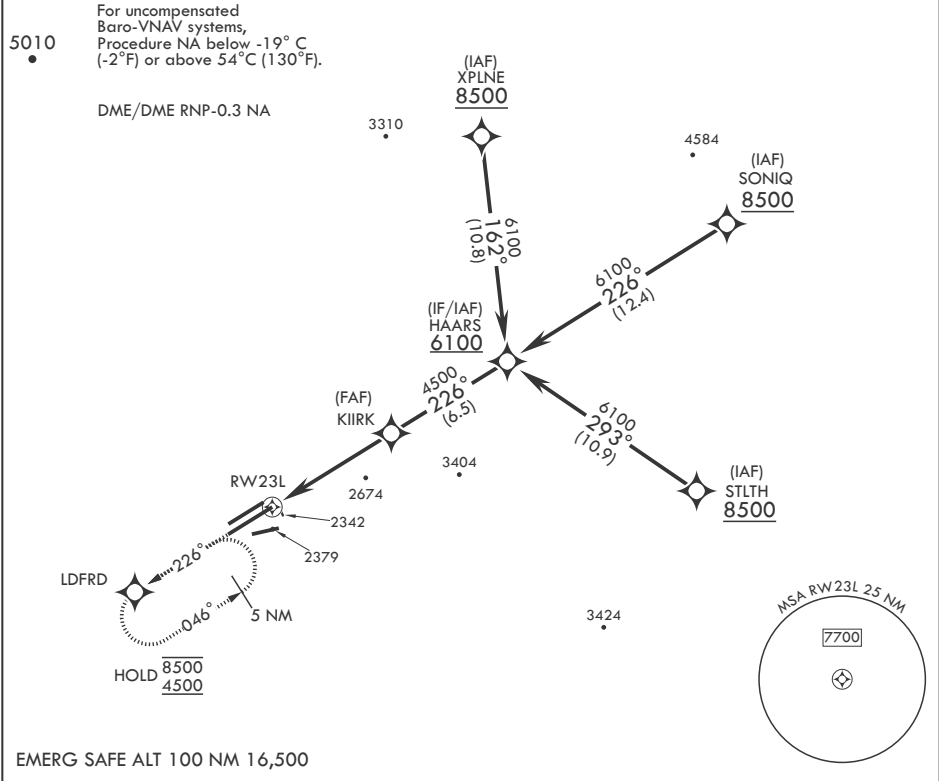 For uncompensated
Baro-VNAV systems,
Procedure NA below -19° C
(-2°F) or above 54°C (130°F).
5010
DME/DME RNP-0.3 NA
(IAF)
XPLNE
8500
3310
4584
(IAF)
SONIQ
8500
6100
162°
(10.8)
6100
226°
(12.4)
(IF/IAF)
HAARS
6100
4500
226°
(6.5)
(FAF)
KIIRK
6100
293°
(10.9)
(IAF)
STLTH
8500
3404
2674
RW23L
2342
2379
226°
LDFRD
046°
5 NM
HOLD 8500
4500
3424
MSA RW23L 25 NM
7700
EMERG SAFE ALT 100 NM 16,500